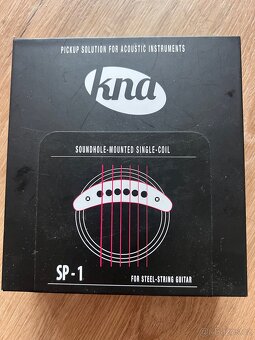 PICKUP SOLUTION FOR ACOUSTIC INSTRUMENTS
kna
SOUNDHOLE-MOUNTED SINGLE-COIL
SP-1
FOR STEEL-STRING GUITAR